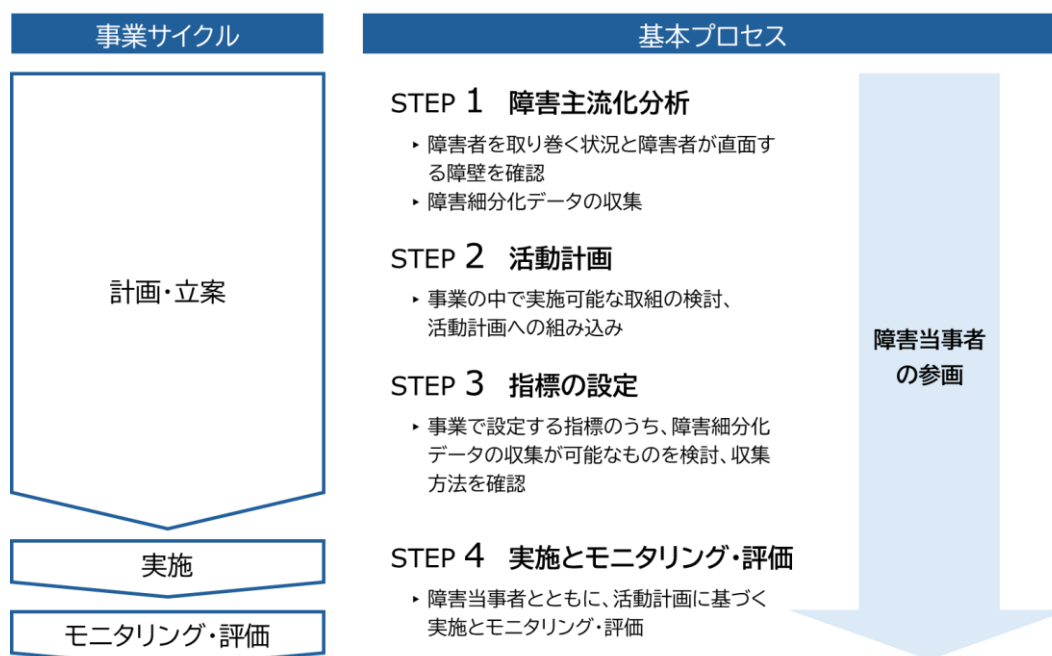 事業サイクル
基本プロセス
計画・立案
STEP 1 障害主流化分析
‣ 障害者を取り巻く状況と障害者が直面す
る障壁を確認
‣ 障害細分化データの収集
STEP 2 活動計画
‣ 事業の中で実施可能な取組の検討、
活動計画への組み込み
STEP 3 指標の設定
‣ 事業で設定する指標のうち、障害細分化
データの収集が可能なものを検討、収集
方法を確認
実施
モニタリング・評価
STEP 4 実施とモニタリング・評価
‣ 障害当事者とともに、活動計画に基づく
実施とモニタリング・評価
障害当事者
の参画